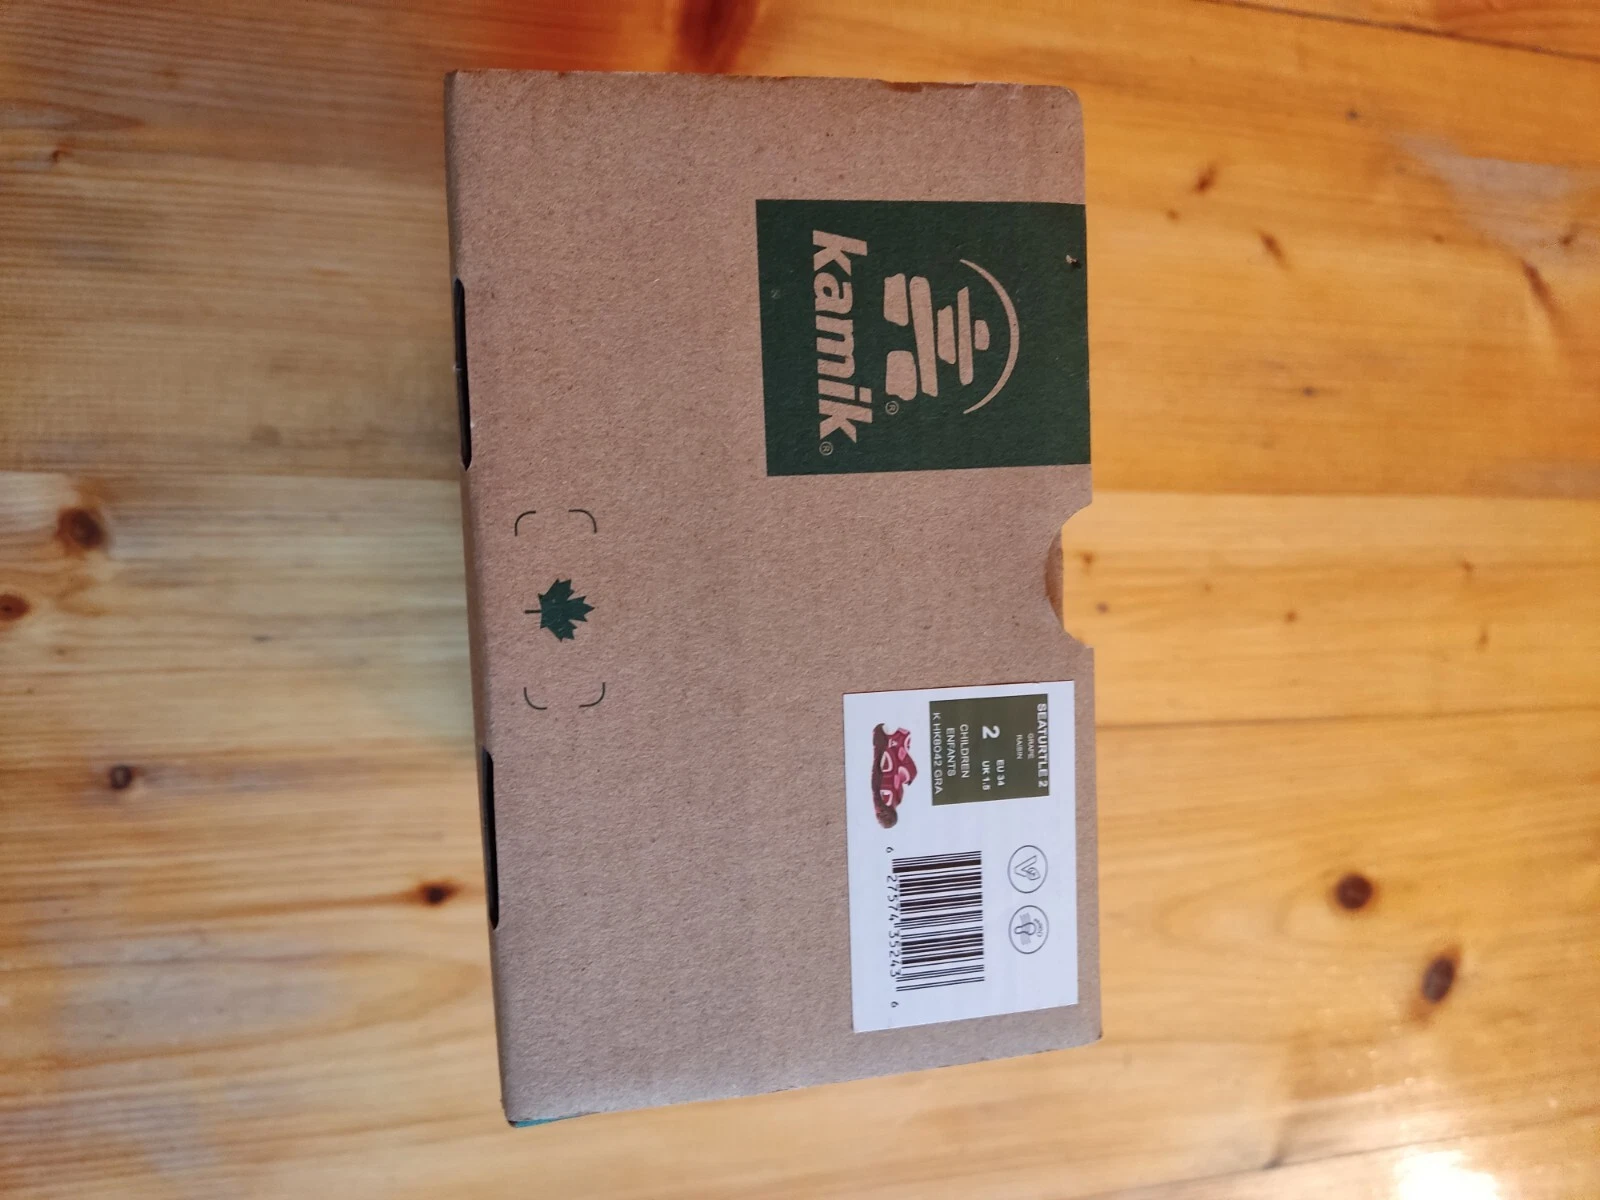 kamik®
®
SEATURTLE 2
GRAPE
RAISIN
2
EU 34
UK 1.5
CHILDREN
ENFANTS
K HK8042 GRA
6 27574 35243 6